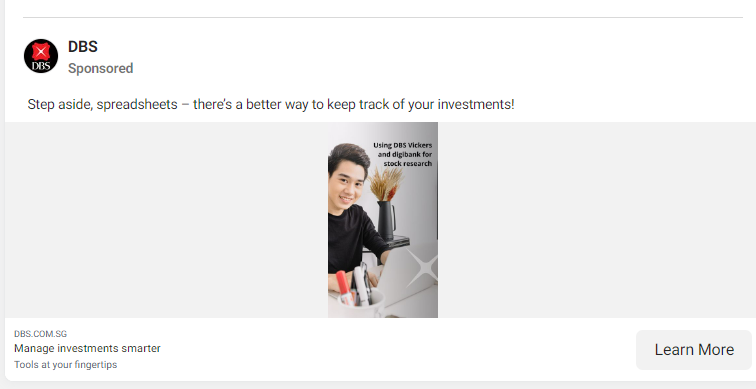 DBS
DBS
Sponsored
Step aside, spreadsheets – there's a better way to keep track of your investments!
Using DBS Vickers
and digibank for
stock research
DBS.COM.SG
Manage investments smarter
Tools at your fingertips
Learn More